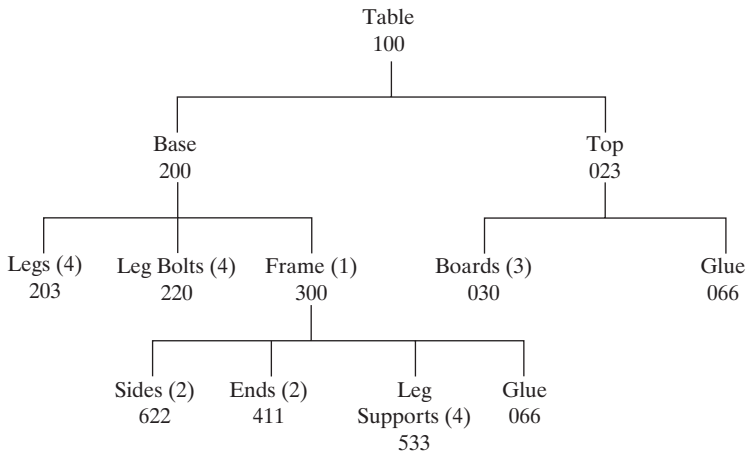 Table
100
Base
200
Top
023
Legs (4)
203
Leg Bolts (4)
220
Frame (1)
300
Boards (3)
030
Glue
066
Sides (2)
622
Ends (2)
411
Leg
Supports (4)
533
Glue
066